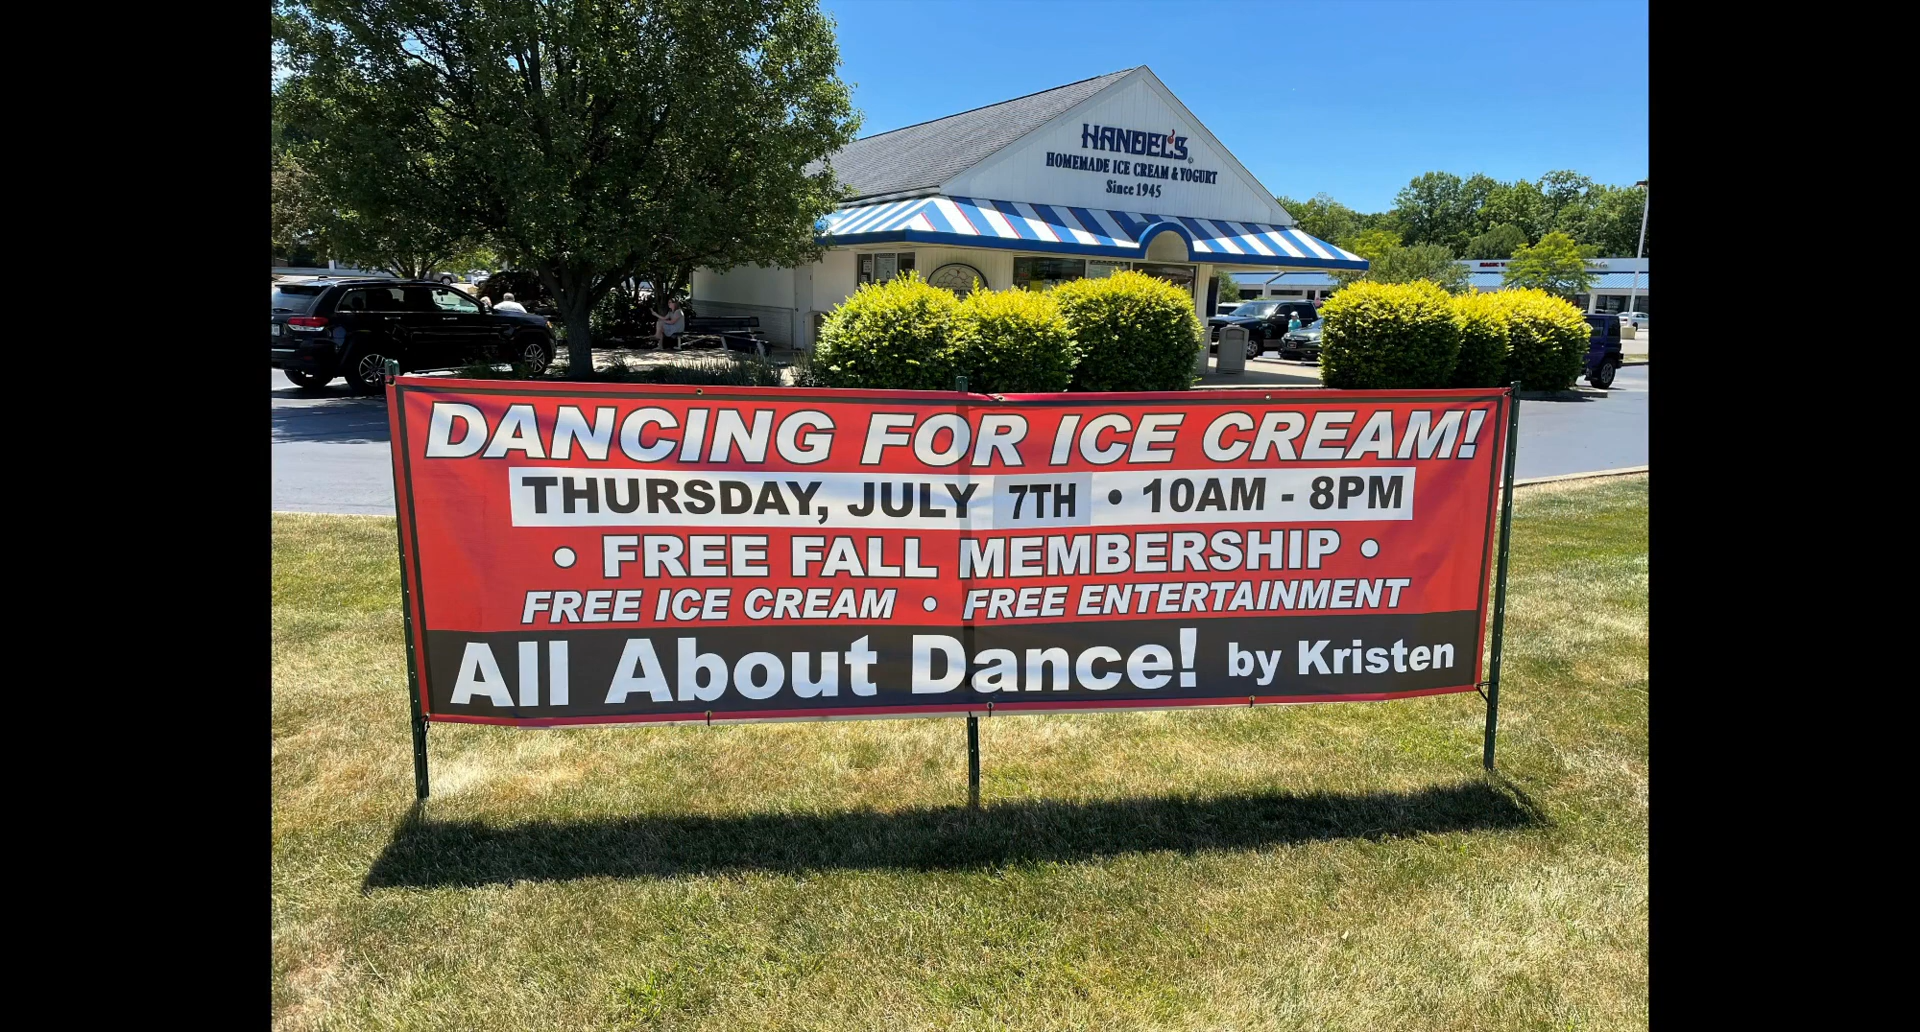 HANDEL'S
HOMEMADE ICE CREAM & YOGURT
Since 1945
DANCING FOR ICE CREAM!
THURSDAY, JULY 7TH • 10AM - 8PM
• FREE FALL MEMBERSHIP •
FREE ICE CREAM • FREE ENTERTAINMENT
All About Dance! by Kristen